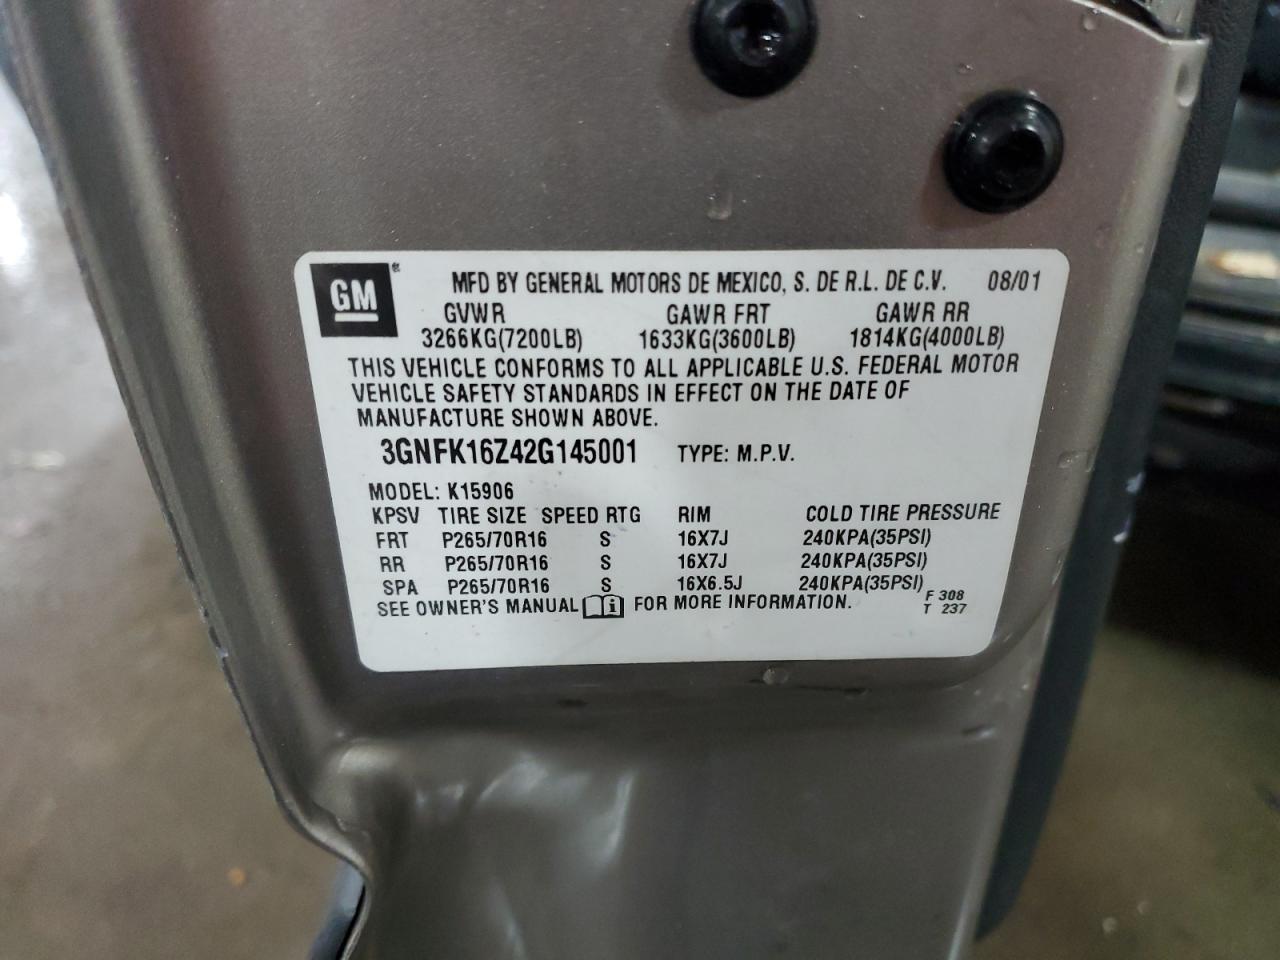 GM ® MFD BY GENERAL MOTORS DE MEXICO, S. DE R.L. DE C.V. 08/01
GVWR GAWR FRT GAWR RR
3266KG(7200LB) 1633KG(3600LB) 1814KG(4000LB)
THIS VEHICLE CONFORMS TO ALL APPLICABLE U.S. FEDERAL MOTOR
VEHICLE SAFETY STANDARDS IN EFFECT ON THE DATE OF
MANUFACTURE SHOWN ABOVE.
3GNFK16Z42G145001 TYPE: M.P.V.
MODEL: K15906
KPSV TIRE SIZE SPEED RTG RIM COLD TIRE PRESSURE
FRT P265/70R16 S 16X7J 240KPA(35PSI)
RR P265/70R16 S 16X7J 240KPA(35PSI)
SPA P265/70R16 S 16X6.5J 240KPA(35PSI) F 308
SEE OWNER'S MANUAL i FOR MORE INFORMATION. T 237